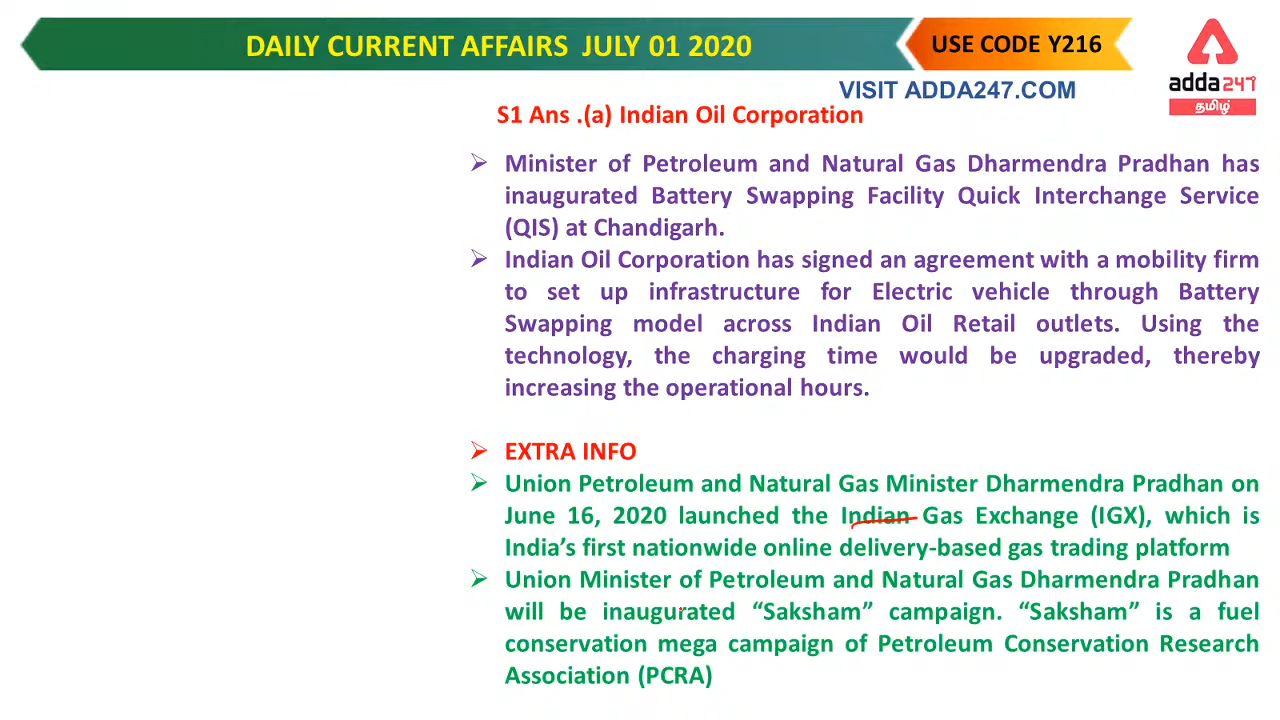 DAILY CURRENT AFFAIRS JULY 01 2020
USE CODE Y216
adda247
தமிழ்
VISIT ADDA247.COM
S1 Ans .(a) Indian Oil Corporation
Minister of Petroleum and Natural Gas Dharmendra Pradhan has
inaugurated Battery Swapping Facility Quick Interchange Service
(QIS) at Chandigarh.
Indian Oil Corporation has signed an agreement with a mobility firm
to set up infrastructure for Electric vehicle through Battery
Swapping model across Indian Oil Retail outlets. Using the
technology, the charging time would be upgraded, thereby
increasing the operational hours.
EXTRA INFO
Union Petroleum and Natural Gas Minister Dharmendra Pradhan on
June 16, 2020 launched the Indian Gas Exchange (IGX), which is
India’s first nationwide online delivery-based gas trading platform
Union Minister of Petroleum and Natural Gas Dharmendra Pradhan
will be inaugurated “Saksham” campaign. “Saksham” is a fuel
conservation mega campaign of Petroleum Conservation Research
Association (PCRA)